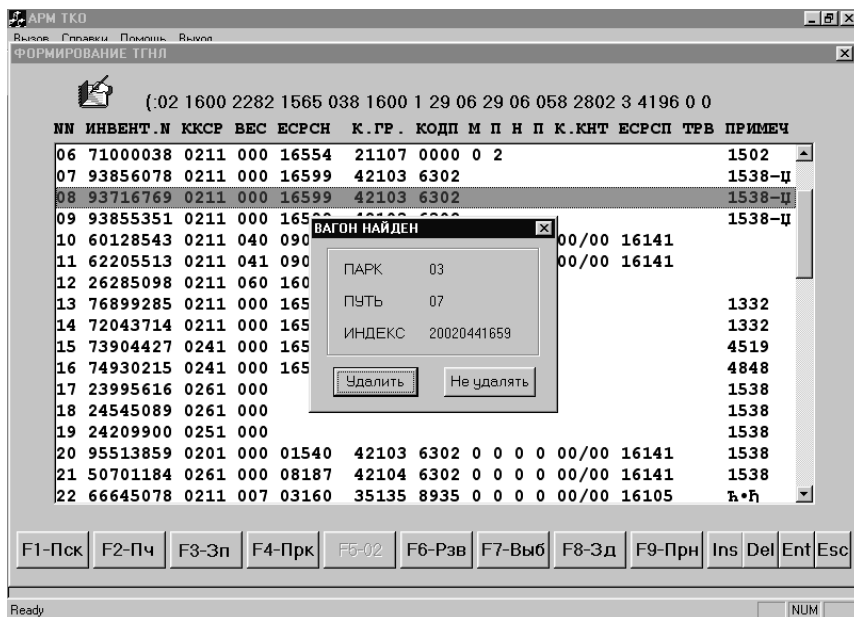 АРМ ТКО
Вызов Справки Помощь Выход
ФОРМИРОВАНИЕ ТГНЛ
(:02 1600 2282 1565 038 1600 1 29 06 29 06 058 2802 3 4196 0 0
NN ИНВЕНТ.N ККСР ВЕС ЕСРСН К.ГР. КОДП М П Н П К.КНТ ЕСРСП ТРВ ПРИМЕЧ
06 71000038 0211 000 16554 21107 0000 0 2 1502
07 93856078 0211 000 16599 42103 6302 1538-Џ
08 93716769 0211 000 16599 42103 6302 1538-Џ
09 93855351 0211 000 1538-Џ
10 60128543 0211 040 090 00/00 16141
11 62205513 0211 041 090 00/00 16141
12 26285098 0211 060 160
13 76899285 0211 000 165 1332
14 72043714 0211 000 165 1332
15 73904427 0241 000 165 4519
16 74930215 0241 000 165 4848
17 23995616 0261 000 1538
18 24545089 0261 000 1538
19 24209900 0251 000 1538
20 95513859 0201 000 01540 42103 6302 0 0 0 0 00/00 16141 1538
21 50701184 0261 000 08187 42104 6302 0 0 0 0 00/00 16141 1538
22 66645078 0211 007 03160 35135 8935 0 0 0 0 00/00 16105 ђ•ђ
ВАГОН НАЙДЕН
ПАРК 03
ПУТЬ 07
ИНДЕКС 20020441659
Удалить Не удалять
F1-Пск F2-Пч F3-Зп F4-Прк F5-02 F6-Рзв F7-Выб F8-Зд F9-Прн Ins Del Ent Esc
Ready NUM